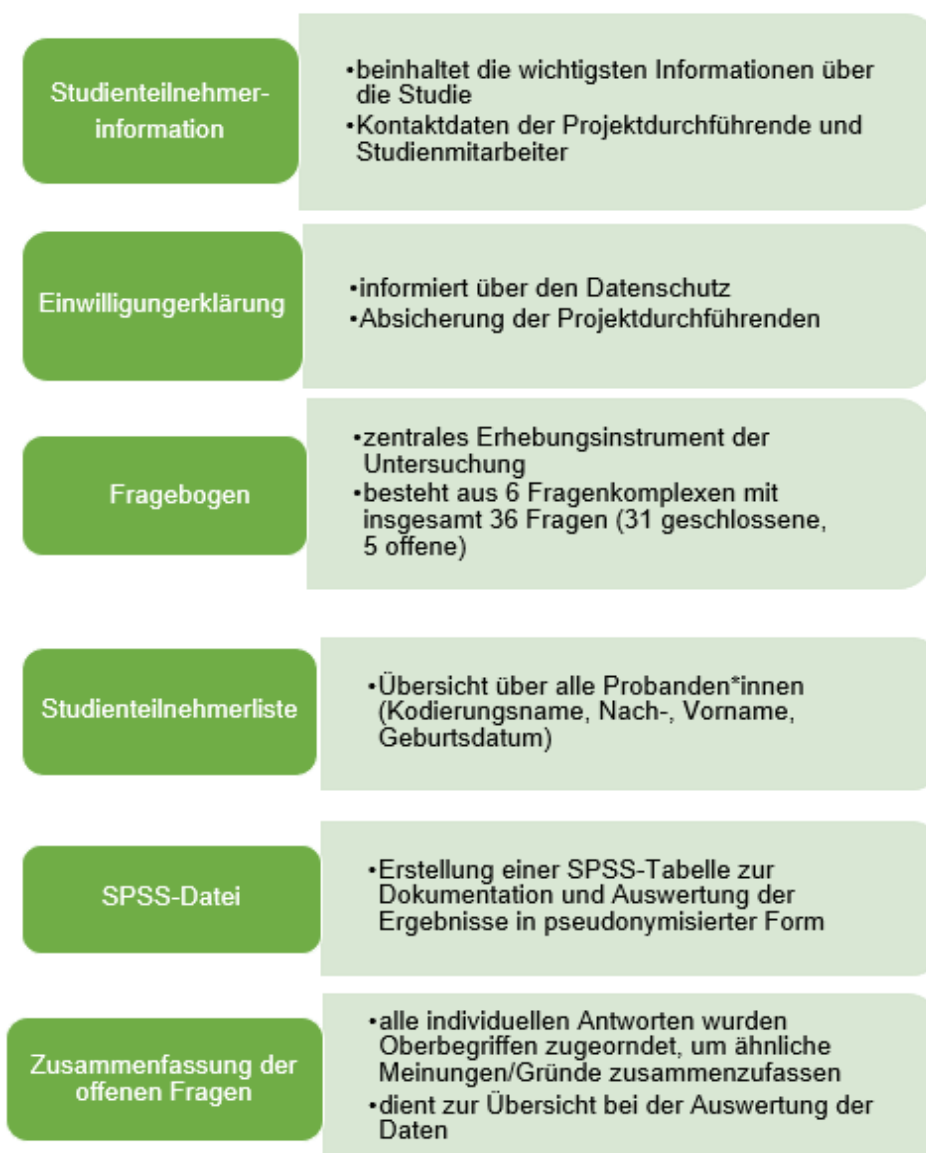 Studienteilnehmer-
information
•beinhaltet die wichtigsten Informationen über
die Studie
•Kontaktdaten der Projektdurchführende und
Studienmitarbeiter
Einwilligungerklärung
•informiert über den Datenschutz
•Absicherung der Projektdurchführenden
Fragebogen
•zentrales Erhebungsinstrument der
Untersuchung
•besteht aus 6 Fragenkomplexen mit
insgesamt 36 Fragen (31 geschlossene,
5 offene)
Studienteilnehmerliste
•Übersicht über alle Probanden*innen
(Kodierungsname, Nach-, Vorname,
Geburtsdatum)
SPSS-Datei
•Erstellung einer SPSS-Tabelle zur
Dokumentation und Auswertung der
Ergebnisse in pseudonymisierter Form
Zusammenfassung der
offenen Fragen
•alle individuellen Antworten wurden
Oberbegriffen zugeorndet, um ähnliche
Meinungen/Gründe zusammenzufassen
•dient zur Übersicht bei der Auswertung der
Daten